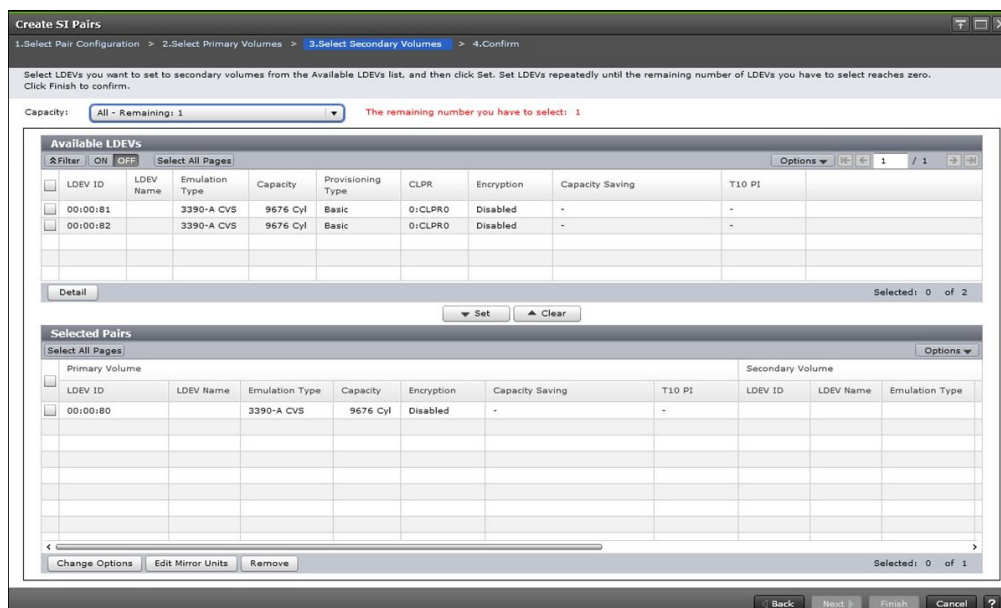 Create SI Pairs
1.Select Pair Configuration > 2.Select Primary Volumes > 3.Select Secondary Volumes > 4.Confirm
Select LDEVs you want to set to secondary volumes from the Available LDEVs list, and then click Set. Set LDEVs repeatedly until the remaining number of LDEVs you have to select reaches zero.
Click Finish to confirm.
Capacity: All - Remaining: 1 The remaining number you have to select: 1
Available LDEVs
Filter ON OFF Select All Pages Options 1 / 1
LDEV ID LDEV Name Emulation Type Capacity Provisioning Type CLPR Encryption Capacity Saving T10 PI
00:00:81 3390-A CVS 9676 Cyl Basic 0:CLPR0 Disabled - -
00:00:82 3390-A CVS 9676 Cyl Basic 0:CLPR0 Disabled - -
Detail Selected: 0 of 2
Set Clear
Selected Pairs
Select All Pages Options
Primary Volume Secondary Volume
LDEV ID LDEV Name Emulation Type Capacity Encryption Capacity Saving T10 PI LDEV ID LDEV Name Emulation Type
00:00:80 3390-A CVS 9676 Cyl Disabled - -
Change Options Edit Mirror Units Remove Selected: 0 of 1
Back Next Finish Cancel ?